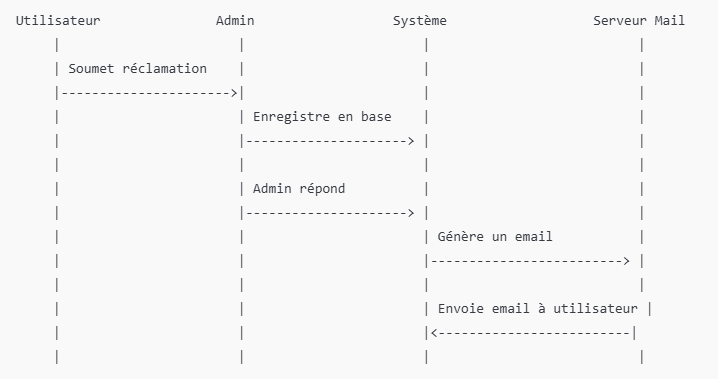 Utilisateur Admin Système Serveur Mail
| | | |
| Soumet réclamation | | |
|---------------------->| | |
| | Enregistre en base | |
| |---------------------> | |
| | | |
| | Admin répond | |
| |---------------------> | |
| | | Génère un email |
| | |-------------------------> |
| | | |
| | | Envoie email à utilisateur |
| | |<-------------------------|
| | | |